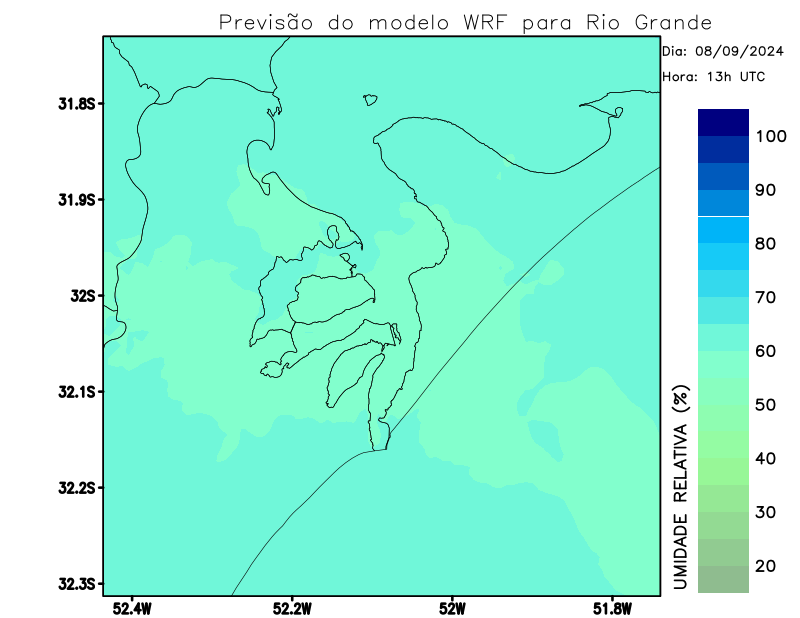 Previsão do modelo WRF para Rio Grande
Dia: 08/09/2024
Hora: 13h UTC
31.8S
31.9S
32S
32.1S
32.2S
32.3S
52.4W
52.2W
52W
51.8W
100
90
80
70
60
50
40
30
20
UMIDADE RELATIVA (%)